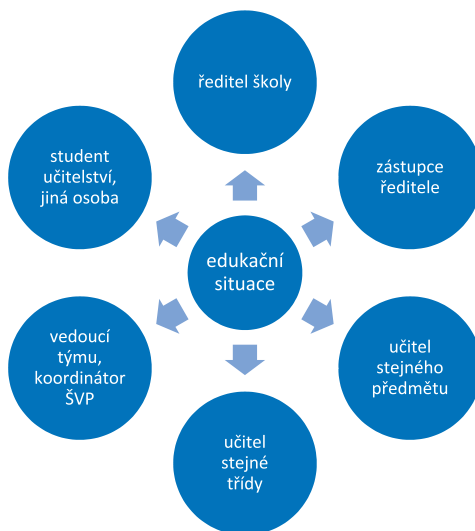 ředitel školy
student
učitelství,
jiná osoba
zástupce
ředitele
edukační
situace
vedoucí
týmu,
koordinátor
ŠVP
učitel
stejného
předmětu
učitel
stejné
třídy